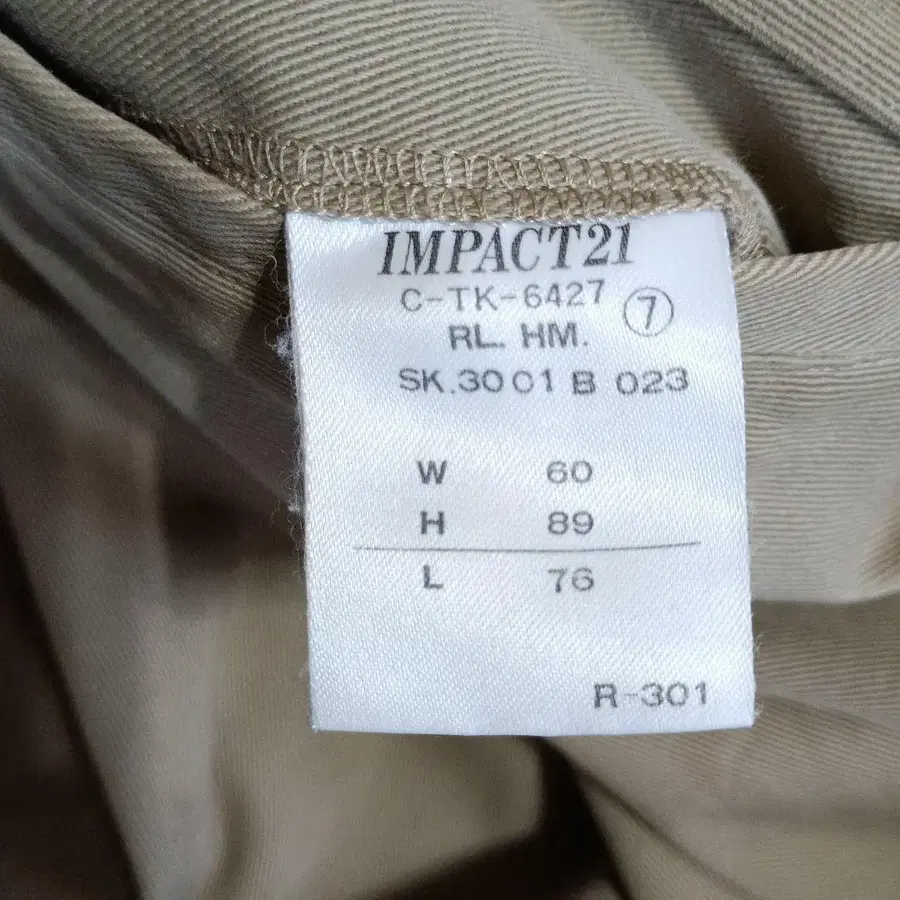 IMPACT21
C-TK-6427 ⑦
RL. HM.
SK.3001 B 023
W 60
H 89
L 76
R-301